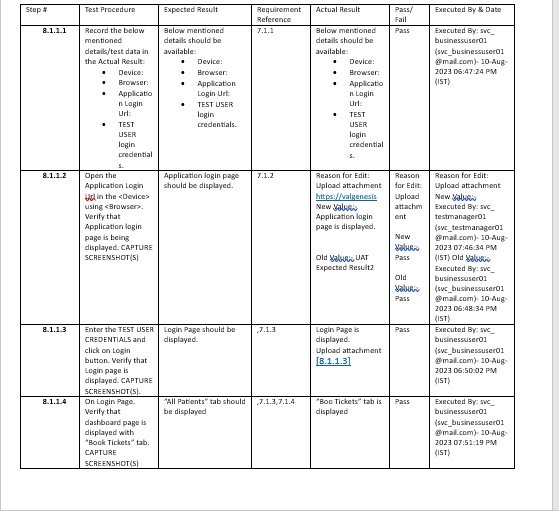 Step #
Test Procedure
Expected Result
Requirement
Reference
Actual Result
Pass/
Fail
Executed By & Date
8.1.1.1
Record the below
mentioned
details/test data in
the Actual Result:
• Device:
• Browser:
• Applicatio
n Login
Url:
• TEST
USER
login
credential
s.
Below mentioned
details should be
available:
• Device:
• Browser:
• Application
Login Url:
• TEST USER
login
credentials.
7.1.1
Below mentioned
details should be
available:
• Device:
• Browser:
• Applicatio
n Login
Url:
• TEST
USER
login
credential
s.
Pass
Executed By: svc_
businessuser01
(svc_businessuser01
@mail.com)- 10-Aug-
2023 06:47:24 PM
(IST)
8.1.1.2
Open the
Application Login
Url in the <Device>
using <Browser>.
Verify that
Application login
page is being
displayed. CAPTURE
SCREENSHOT(S)
Application login page
should be displayed.
7.1.2
Reason for Edit:
Upload attachment
https://valgenesis
New Value:-
Application login
page is displayed.
Old Value:- UAT
Expected Result2
Reason
for Edit:
Upload
attachm
ent
New
Value:-
Pass
Old
Value:-
Pass
Reason for Edit:
Upload attachment
New Value:-
Executed By: svc_
testmanager01
(svc_testmanager01
@mail.com)- 10-Aug-
2023 07:46:34 PM
(IST) Old Value:-
Executed By: svc_
businessuser01
(svc_businessuser01
@mail.com)- 10-Aug-
2023 06:48:34 PM
(IST)
8.1.1.3
Enter the TEST USER
CREDENTIALS and
click on Login
button. Verify that
Login page is
displayed. CAPTURE
SCREENSHOT(S).
Login Page should be
displayed.
,7.1.3
Login Page is
displayed.
Upload attachment
[8.1.1.3]
Pass
Executed By: svc_
businessuser01
(svc_businessuser01
@mail.com)- 10-Aug-
2023 06:50:02 PM
(IST)
8.1.1.4
On Login Page.
Verify that
dashboard page is
displayed with
"Book Tickets" tab.
CAPTURE
SCREENSHOT(S)
"All Patients" tab should
be displayed
,7.1.3,7.1.4
"Boo Tickets" tab is
displayed
Pass
Executed By: svc_
businessuser01
(svc_businessuser01
@mail.com)- 10-Aug-
2023 07:51:19 PM
(IST)